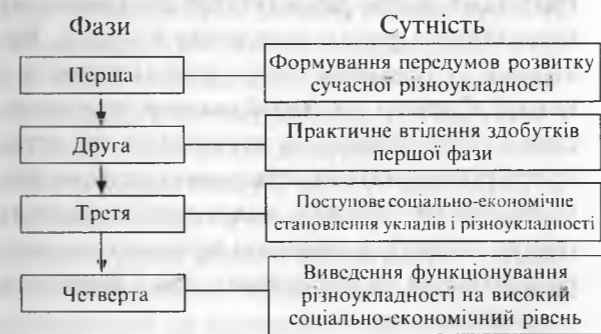 Фази
Сутність
Перша
Формування передумов розвитку
сучасної різноукладності
Друга
Практичне втілення здобутків
першої фази
Третя
Поступове соціально-економічне
становлення укладів і різноукладності
Четверта
Виведення функціонування
різноукладності на високий
соціально-економічний рівень